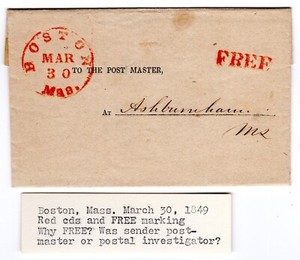 BOSTON
MAR
30
Mass.
FREE
TO THE POST MASTER,
AT Ashburnham
Ms
Boston, Mass. March 30, 1849
Red cds and FREE marking
Why FREE? Was sender post-
master or postal investigator?